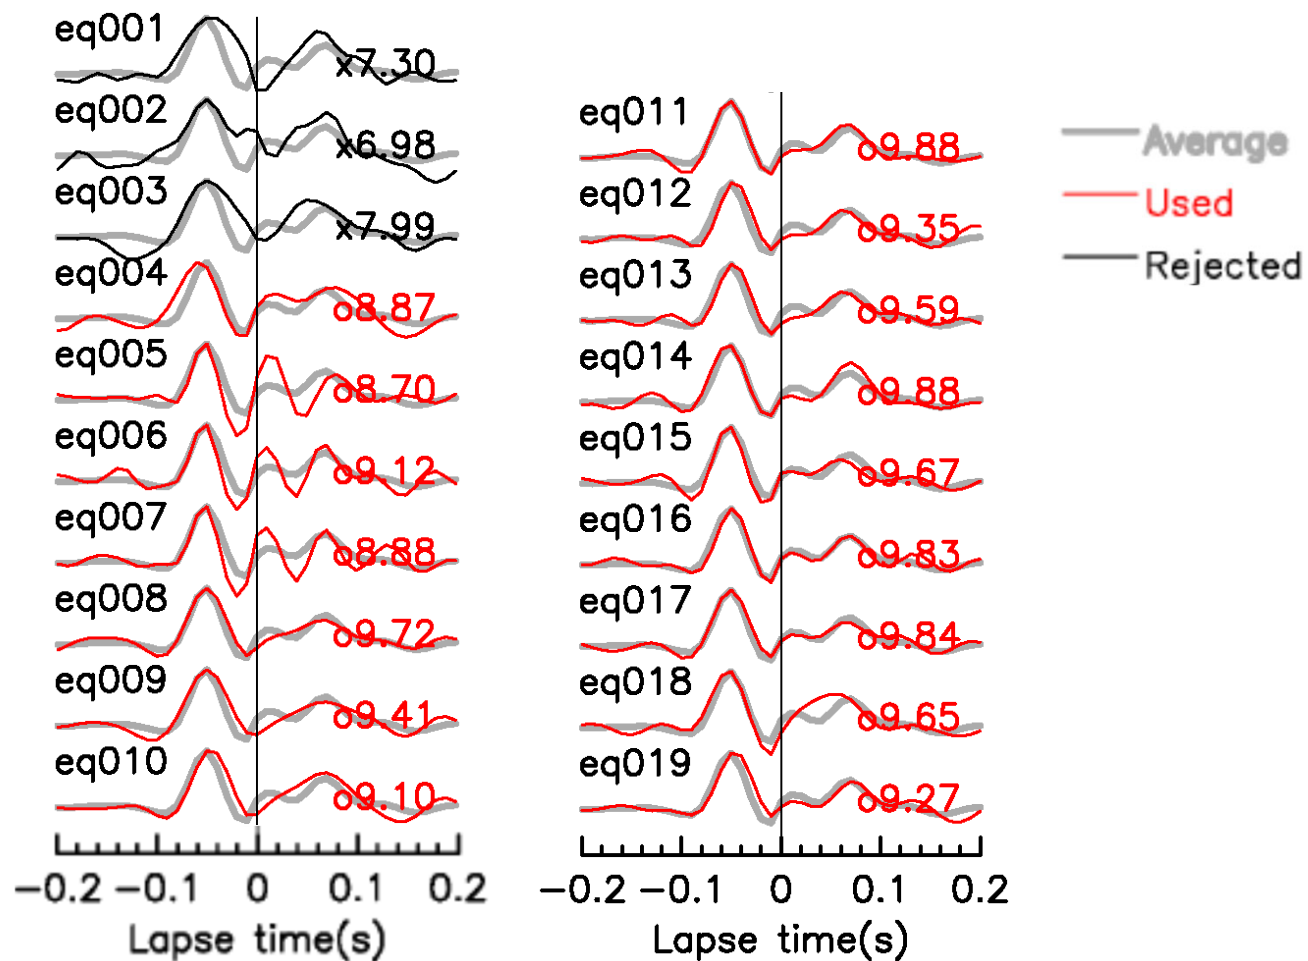 eq001
x7.30
eq002
x6.98
eq003
x7.99
eq004
o8.87
eq005
o8.70
eq006
o9.12
eq007
o8.88
eq008
o9.72
eq009
o9.41
eq010
o9.10
−0.2 −0.1 0 0.1 0.2
Lapse time(s)
eq011
o9.88
eq012
o9.35
eq013
o9.59
eq014
o9.88
eq015
o9.67
eq016
o9.83
eq017
o9.84
eq018
o9.65
eq019
o9.27
−0.2 −0.1 0 0.1 0.2
Lapse time(s)
Average
Used
Rejected